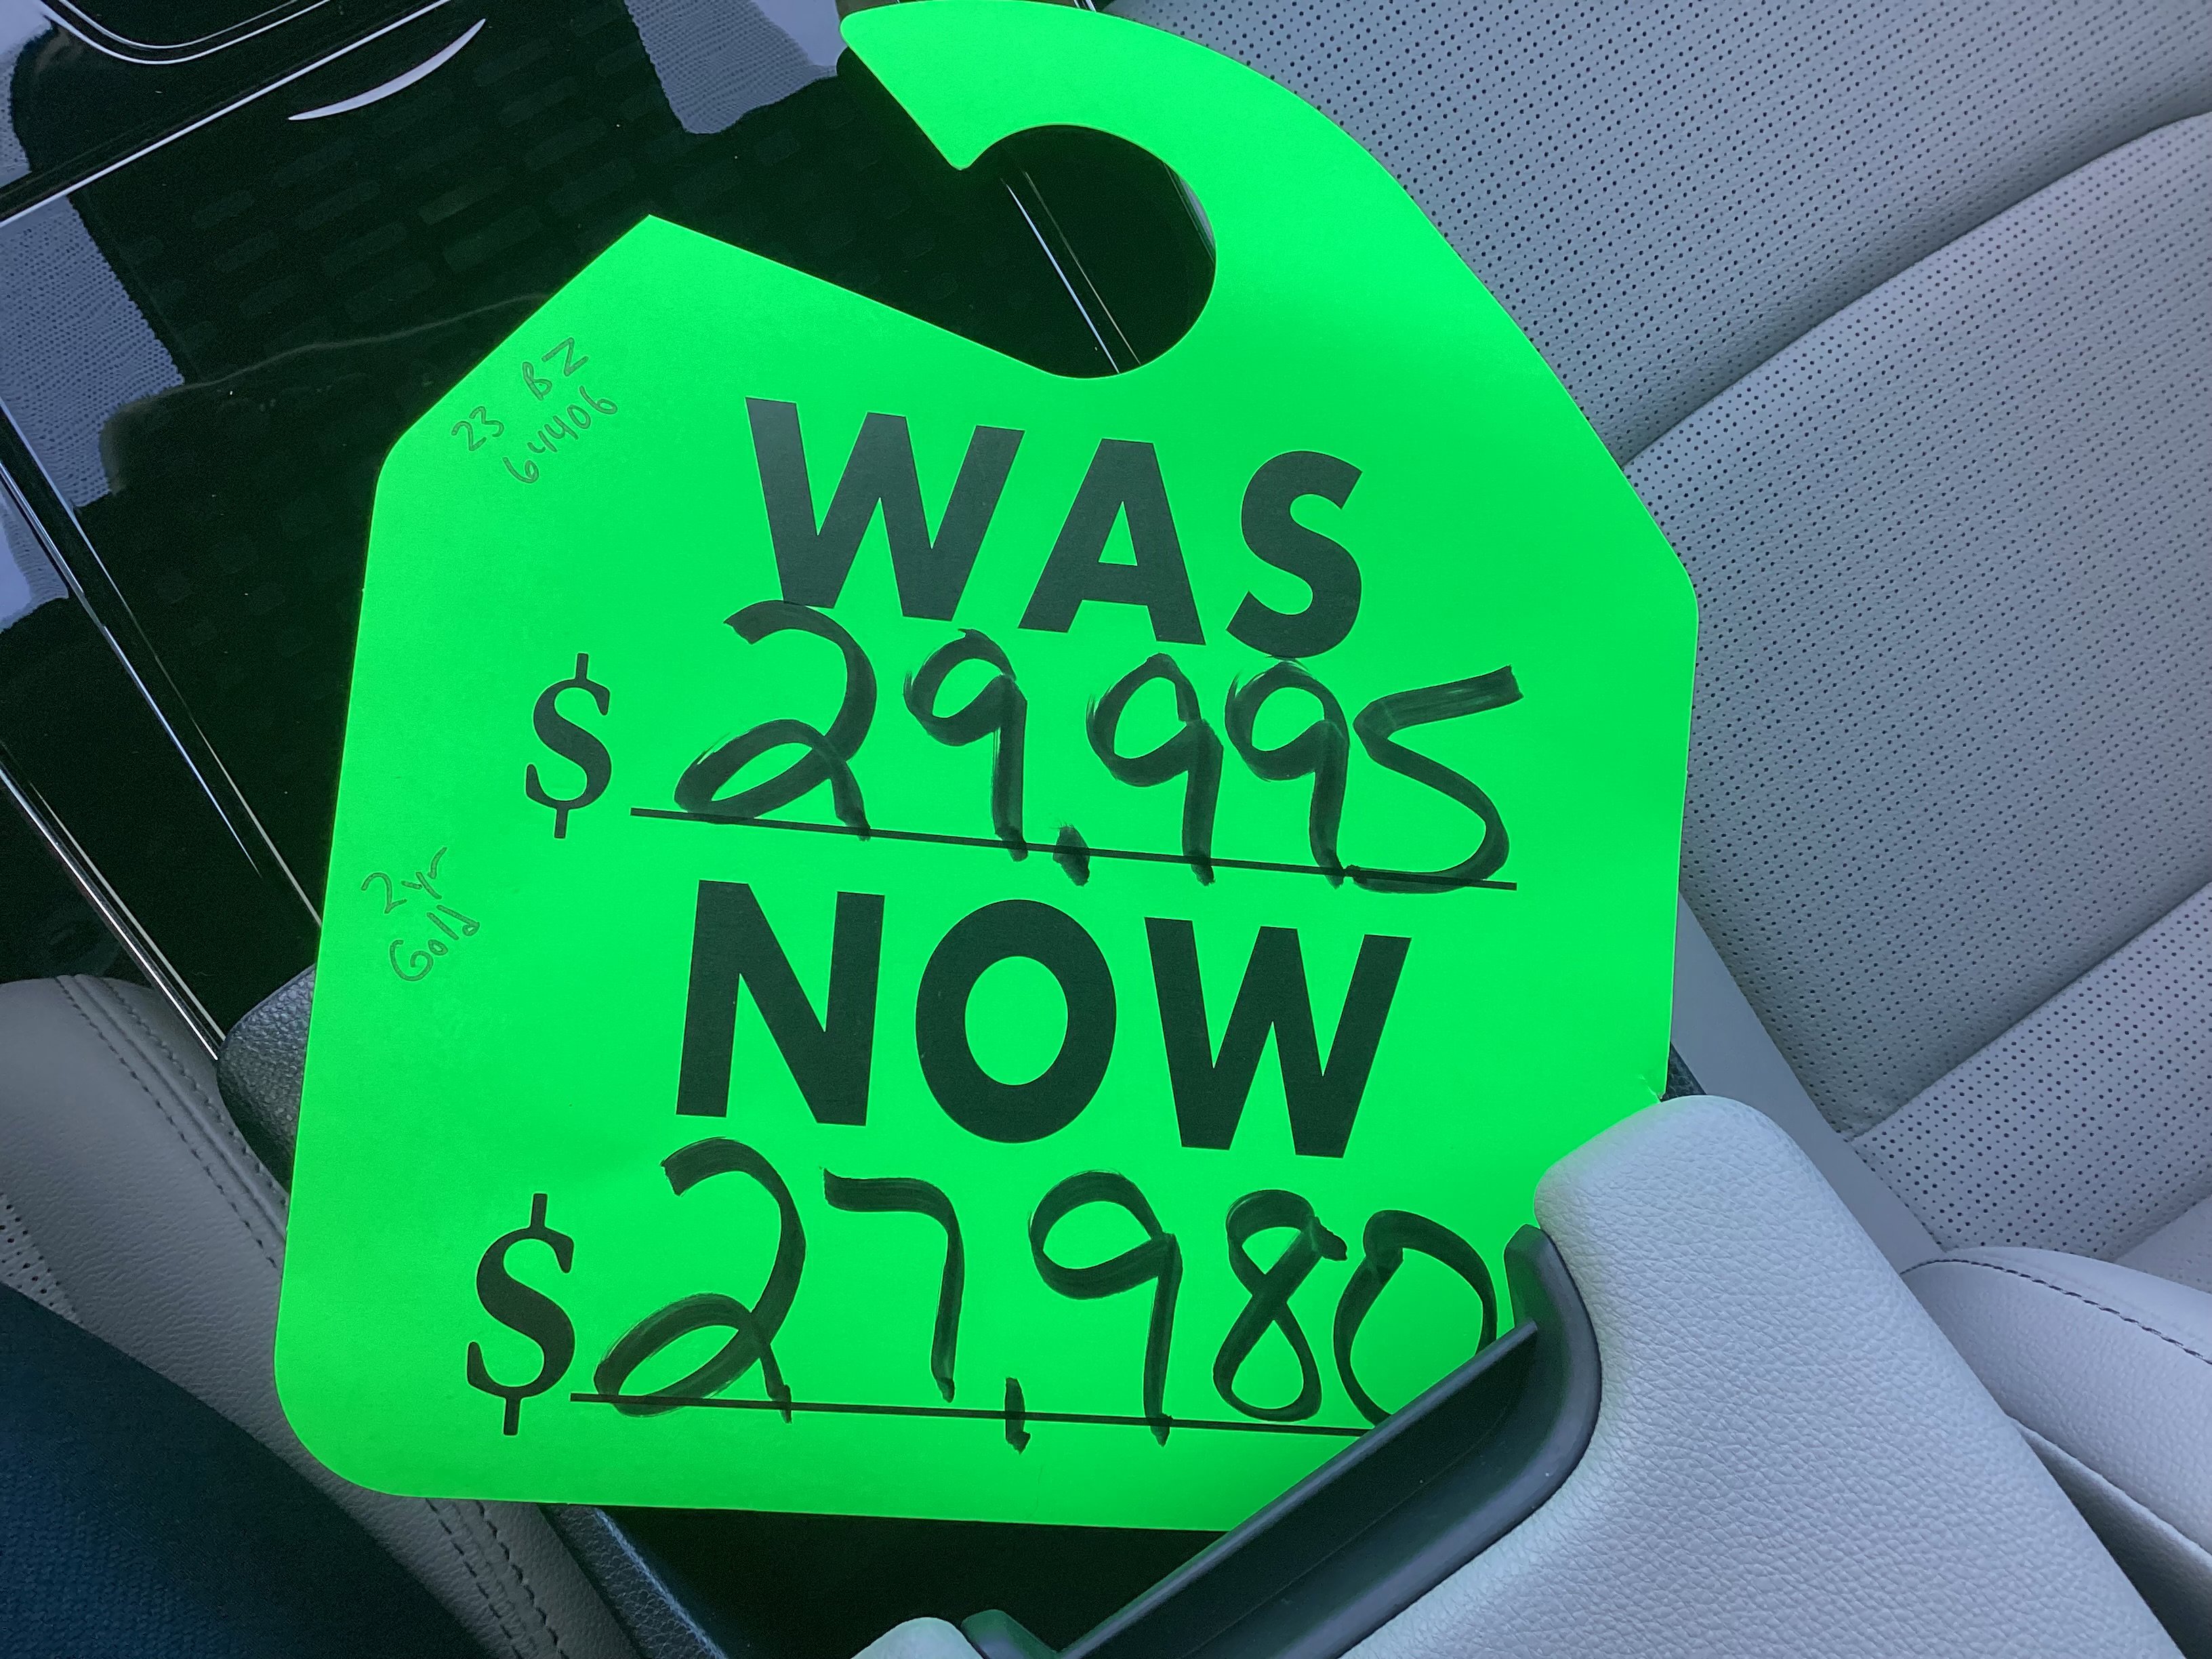 23 BZ
64406
WAS
$ 29,995
2yr
Gold
NOW
$ 27,980